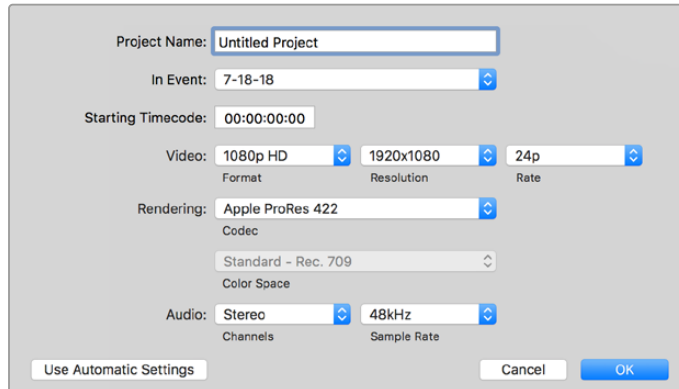 Project Name: Untitled Project
In Event: 7-18-18
Starting Timecode: 00:00:00:00
Video: 1080p HD 1920x1080 24p
Format Resolution Rate
Rendering: Apple ProRes 422
Codec
Standard - Rec. 709
Color Space
Audio: Stereo 48kHz
Channels Sample Rate
Use Automatic Settings Cancel OK